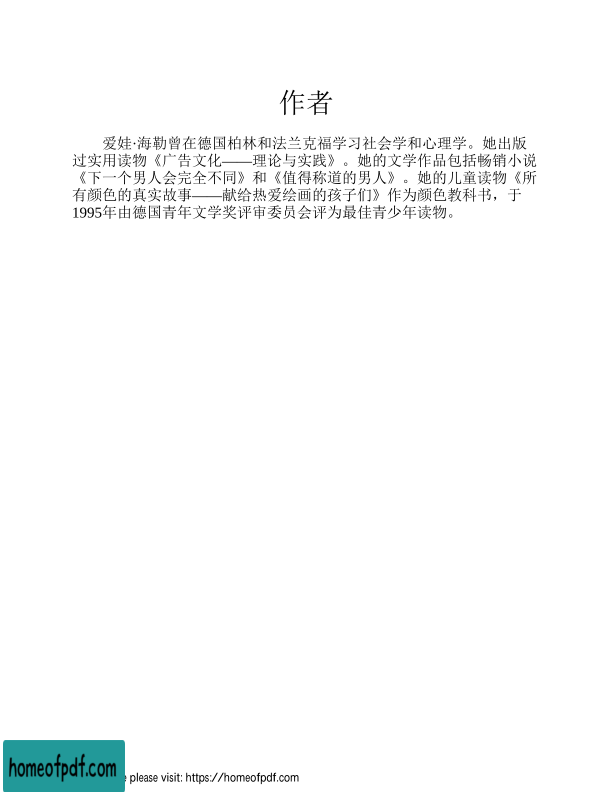 作者
爱娃·海勒曾在德国柏林和法兰克福学习社会学和心理学。她出版
过实用读物《广告文化——理论与实践》。她的文学作品包括畅销小说
《下一个男人会完全不同》和《值得称道的男人》。她的儿童读物《所
有颜色的真实故事——献给热爱绘画的孩子们》作为颜色教科书，于
1995年由德国青年文学奖评审委员会评为最佳青少年读物。
homeofpdf.com
please visit: https://homeofpdf.com